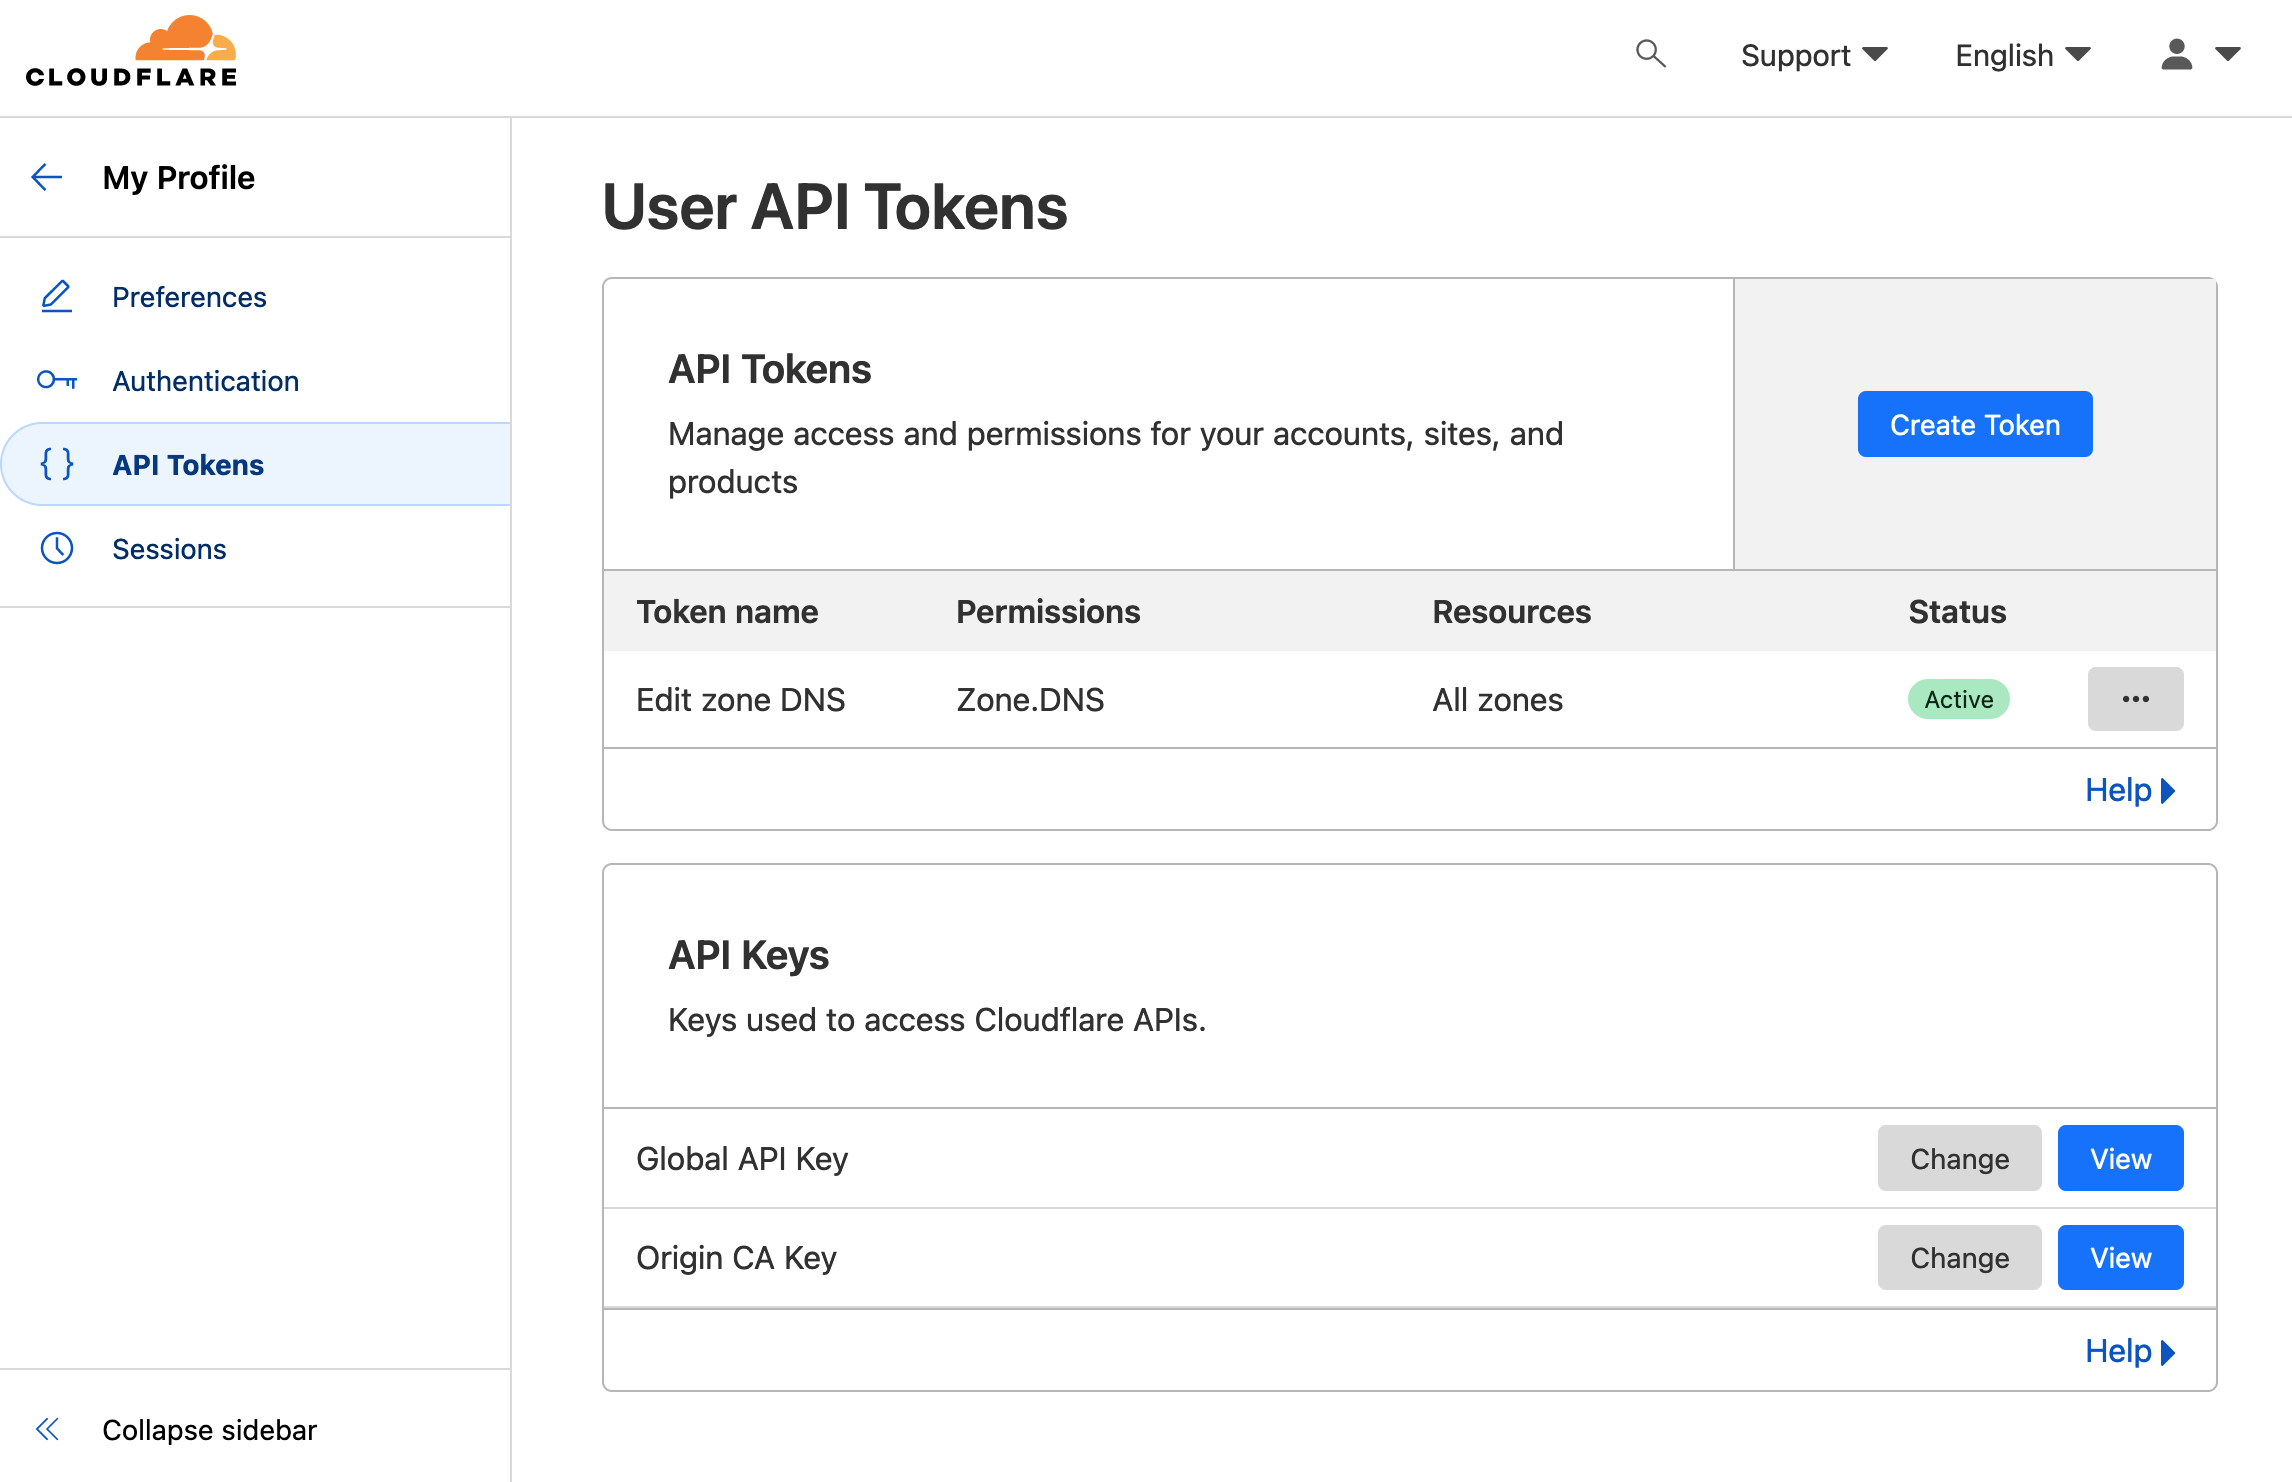 CLOUDFLARE
Support
English
My Profile
Preferences
Authentication
API Tokens
Sessions
Collapse sidebar
User API Tokens
API Tokens
Manage access and permissions for your accounts, sites, and
products
Create Token
Token name Permissions Resources Status
Edit zone DNS Zone.DNS All zones Active
Help
API Keys
Keys used to access Cloudflare APIs.
Global API Key Change View
Origin CA Key Change View
Help